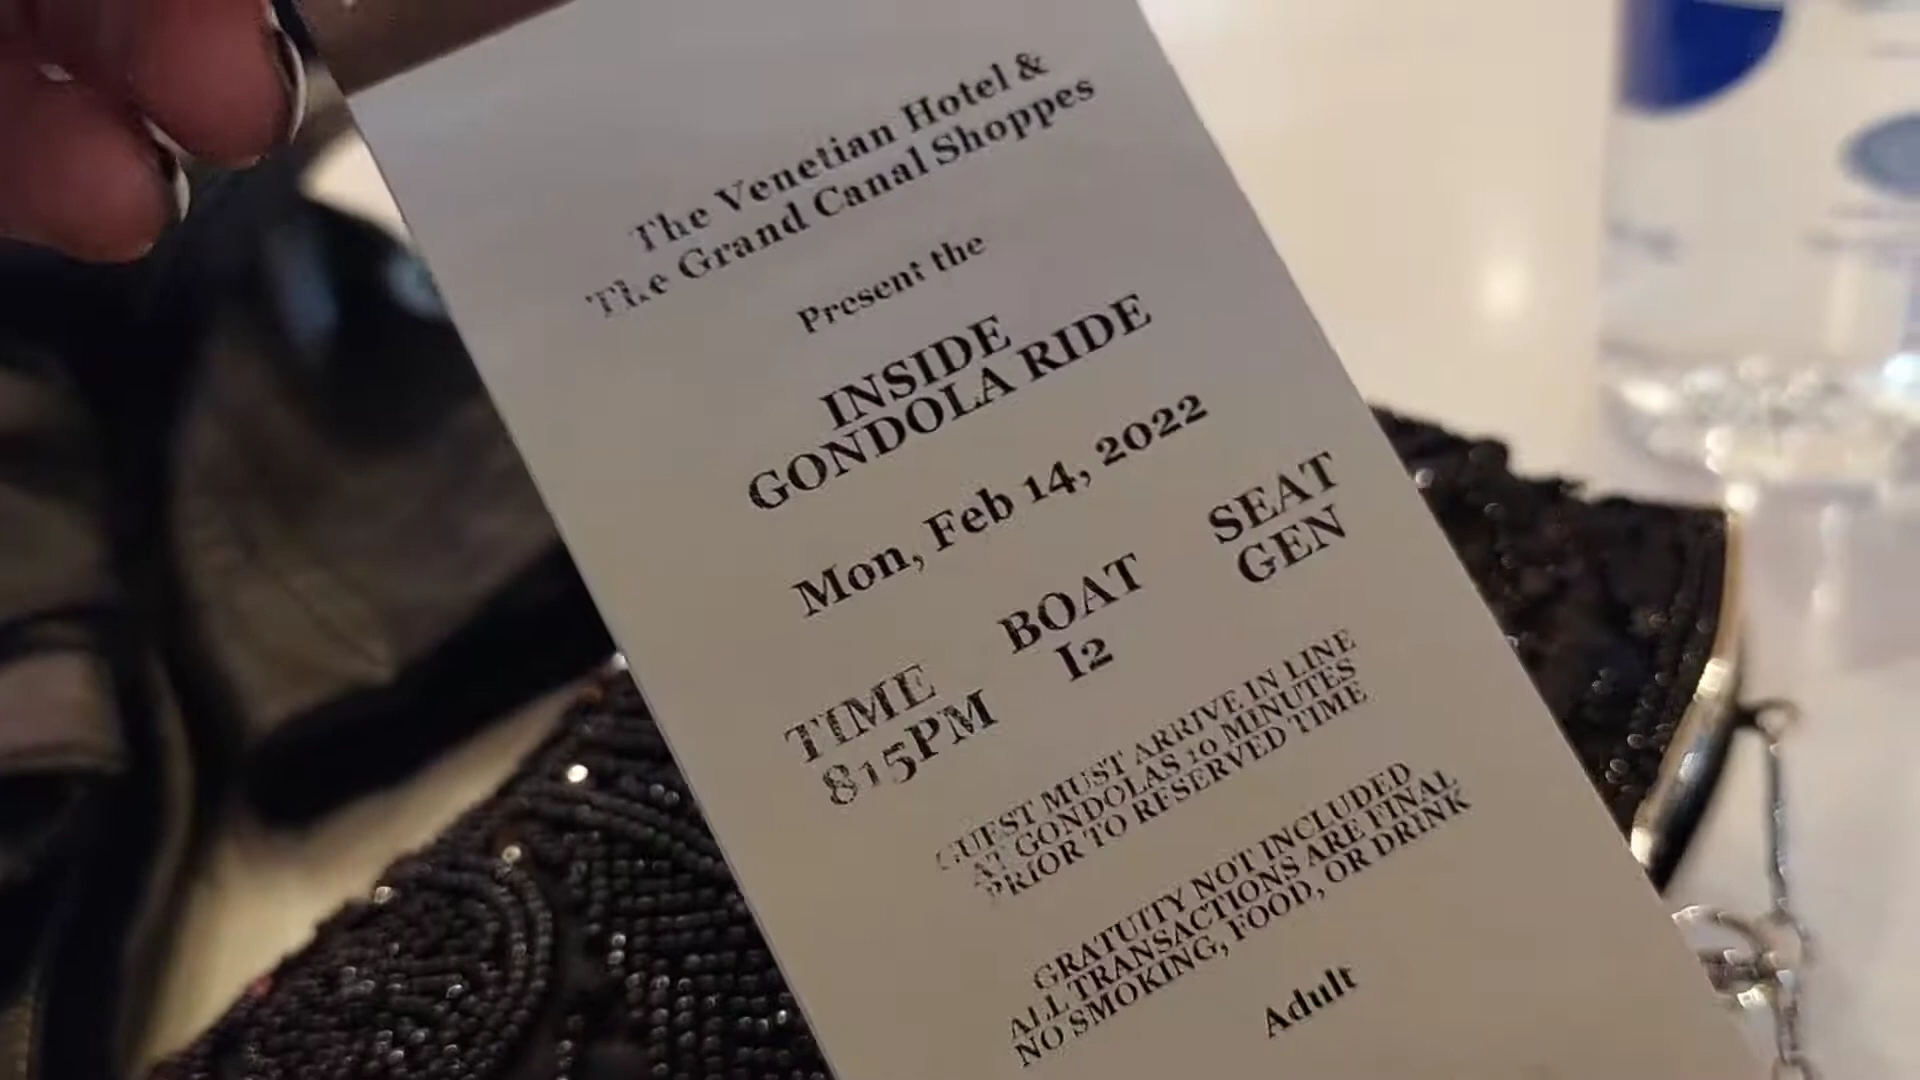 The Venetian Hotel &
The Grand Canal Shoppes
Present the
INSIDE
GONDOLA RIDE
Mon, Feb 14, 2022
TIME BOAT SEAT
815PM I2 GEN
GUEST MUST ARRIVE IN LINE
AT GONDOLAS 10 MINUTES
PRIOR TO RESERVED TIME
GRATUITY NOT INCLUDED
ALL TRANSACTIONS ARE FINAL
NO SMOKING, FOOD, OR DRINK
Adult